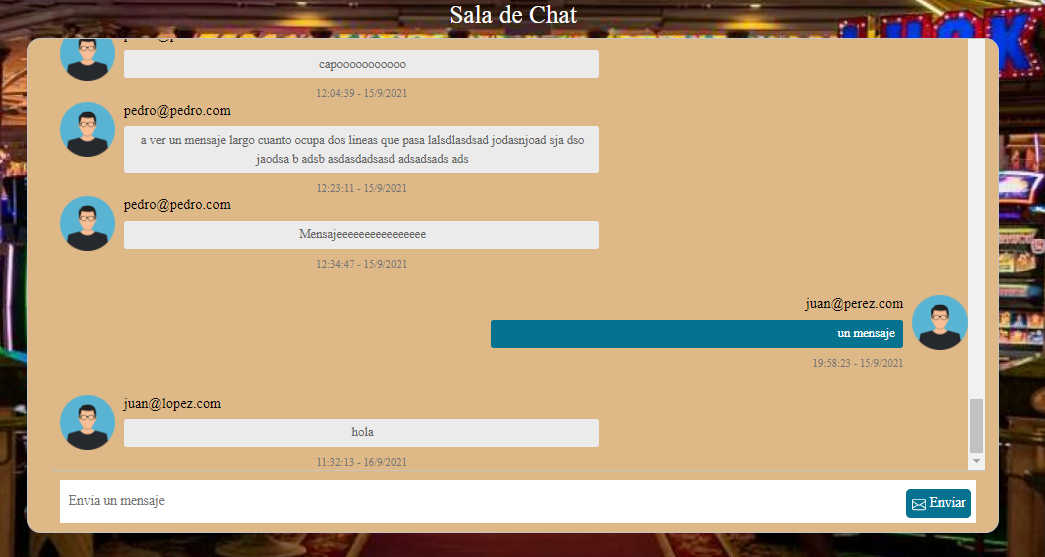 Sala de Chat
capooooooooooo
12:04:39 - 15/9/2021
pedro@pedro.com
a ver un mensaje largo cuanto ocupa dos lineas que pasa lalsdlasdsad jodasnjoad sja dso
jaodsa b adsb asdasdadsasd adsadsads ads
12:23:11 - 15/9/2021
pedro@pedro.com
Mensajeeeeeeeeeeeeeeee
12:34:47 - 15/9/2021
juan@perez.com
un mensaje
19:58:23 - 15/9/2021
juan@lopez.com
hola
11:32:13 - 16/9/2021
Envia un mensaje
Enviar